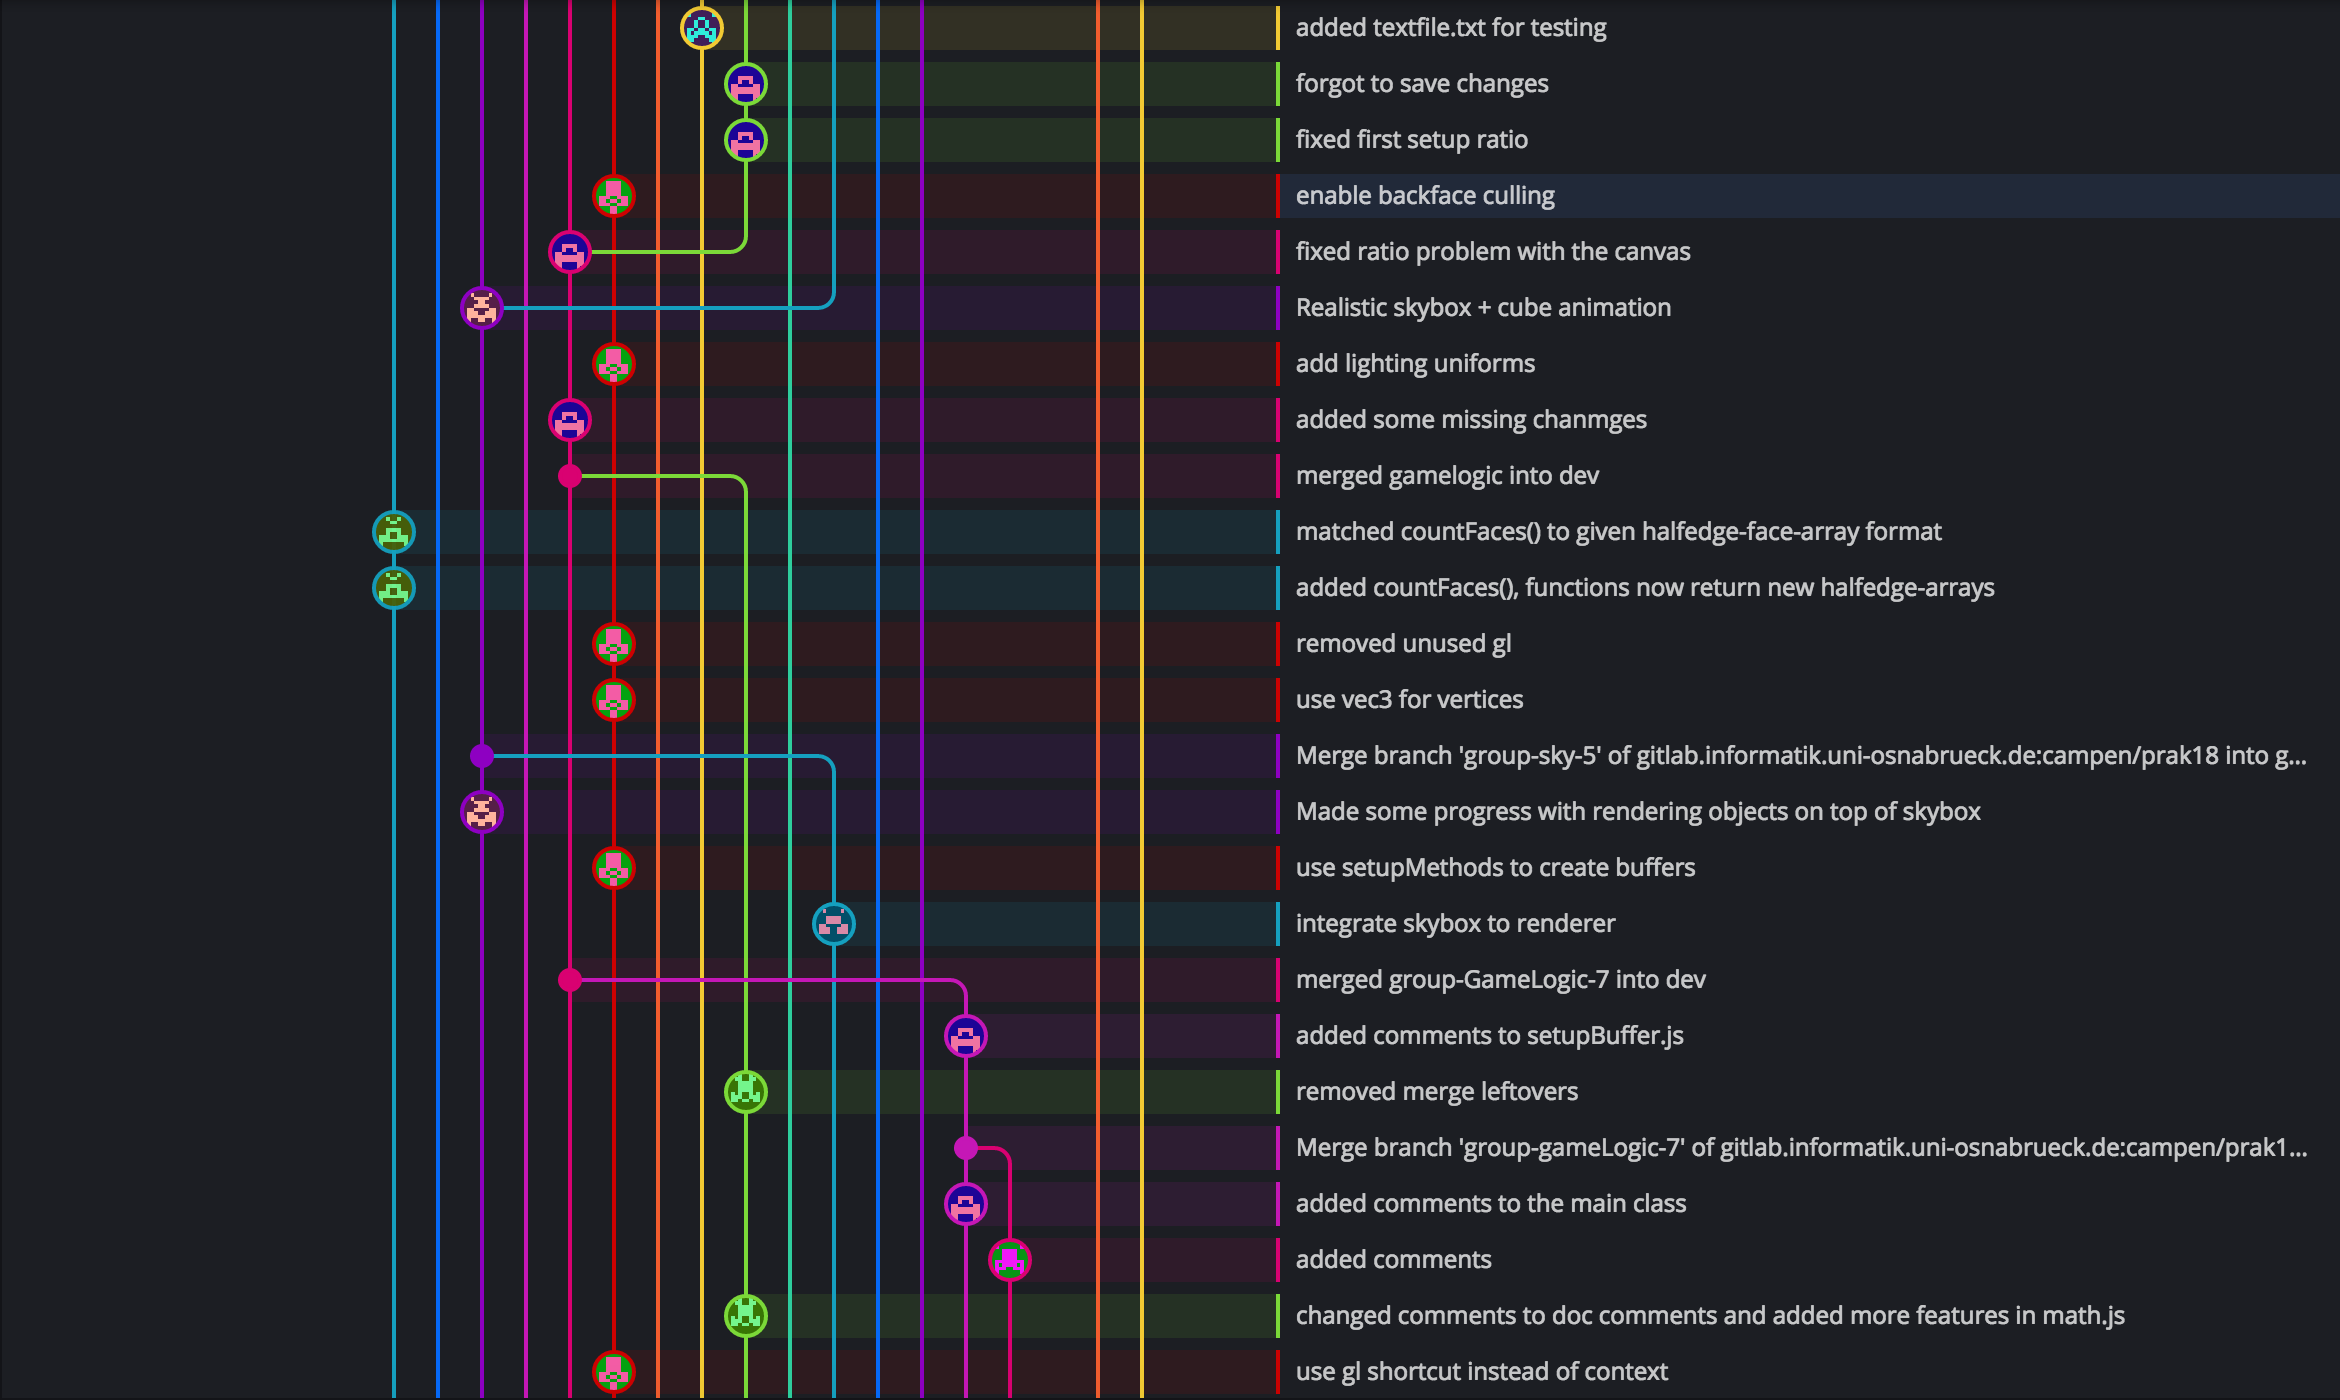 added textfile.txt for testing
forgot to save changes
fixed first setup ratio
enable backface culling
fixed ratio problem with the canvas
Realistic skybox + cube animation
add lighting uniforms
added some missing chanmges
merged gamelogic into dev
matched countFaces() to given halfedge-face-array format
added countFaces(), functions now return new halfedge-arrays
removed unused gl
use vec3 for vertices
Merge branch 'group-sky-5' of gitlab.informatik.uni-osnabrueck.de:campen/prak18 into g...
Made some progress with rendering objects on top of skybox
use setupMethods to create buffers
integrate skybox to renderer
merged group-GameLogic-7 into dev
added comments to setupBuffer.js
removed merge leftovers
Merge branch 'group-gameLogic-7' of gitlab.informatik.uni-osnabrueck.de:campen/prak1...
added comments to the main class
added comments
changed comments to doc comments and added more features in math.js
use gl shortcut instead of context